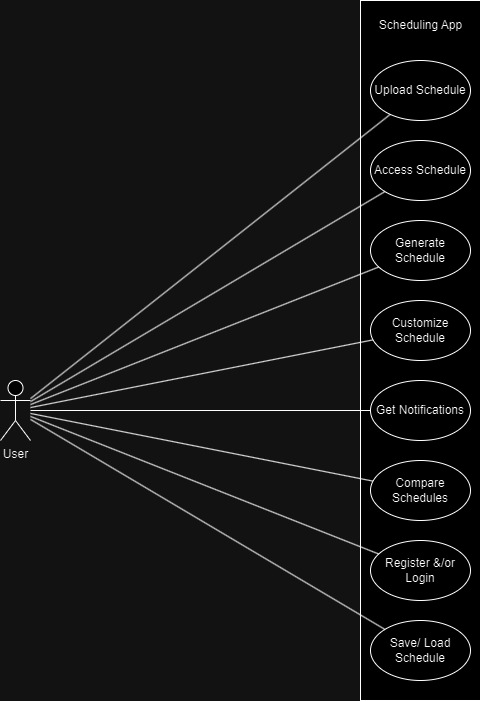 Scheduling App
Upload Schedule
Access Schedule
Generate
Schedule
Customize
Schedule
Get Notifications
User
Compare
Schedules
Register &/or
Login
Save/ Load
Schedule